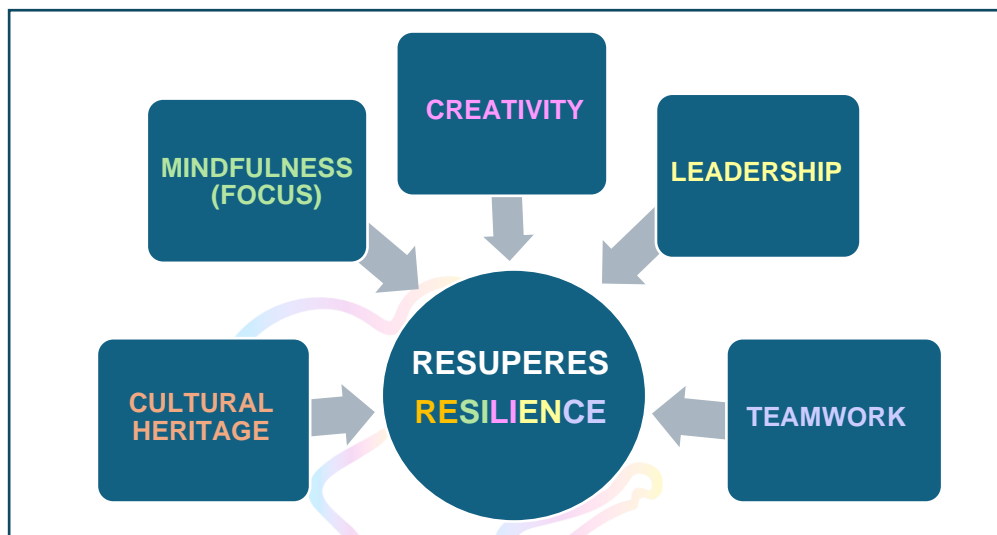 CREATIVITY
MINDFULNESS
(FOCUS)
LEADERSHIP
RESUPERES
RESILIENCE
CULTURAL
HERITAGE
TEAMWORK